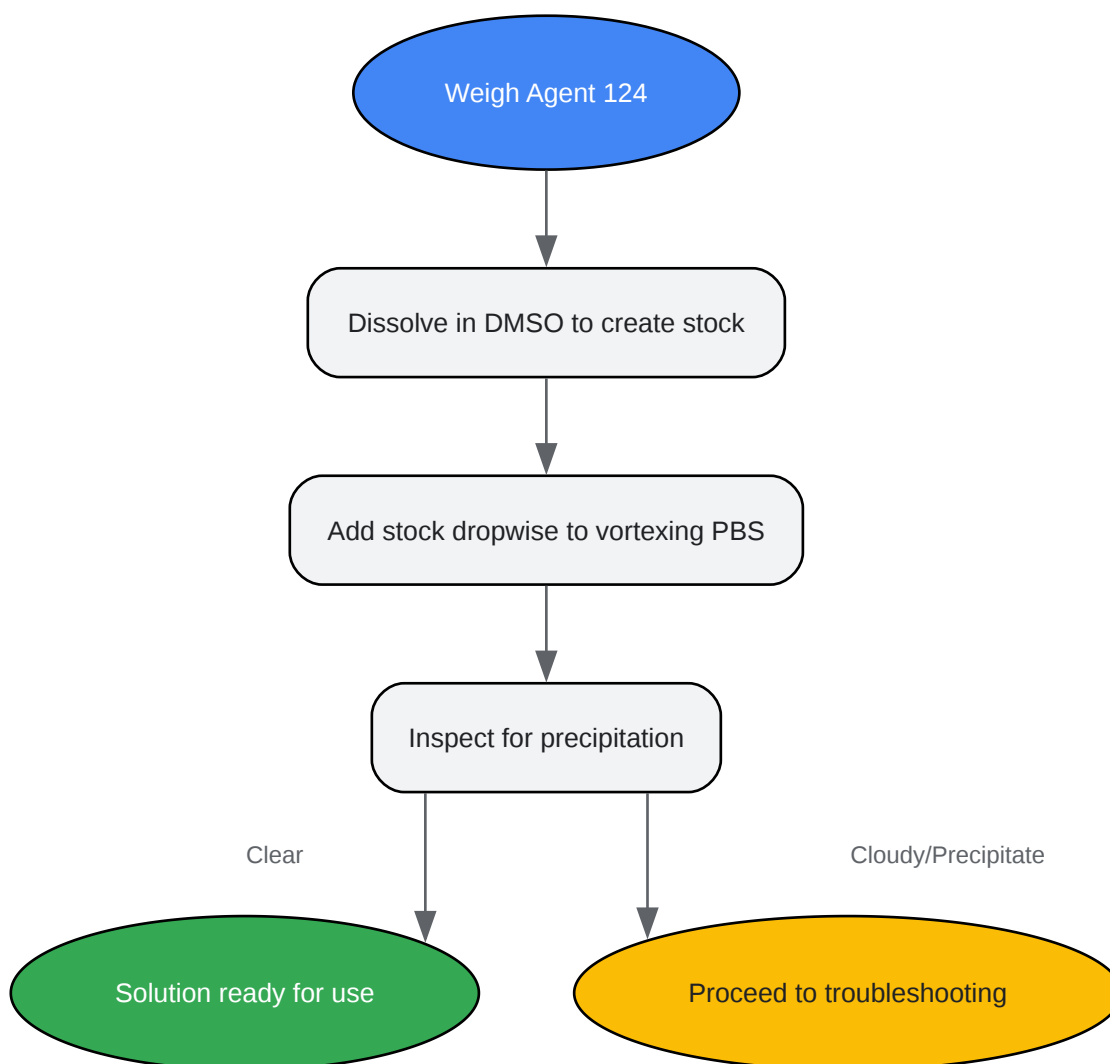 Weigh Agent 124
Dissolve in DMSO to create stock
Add stock dropwise to vortexing PBS
Inspect for precipitation
Clear
Cloudy/Precipitate
Solution ready for use
Proceed to troubleshooting